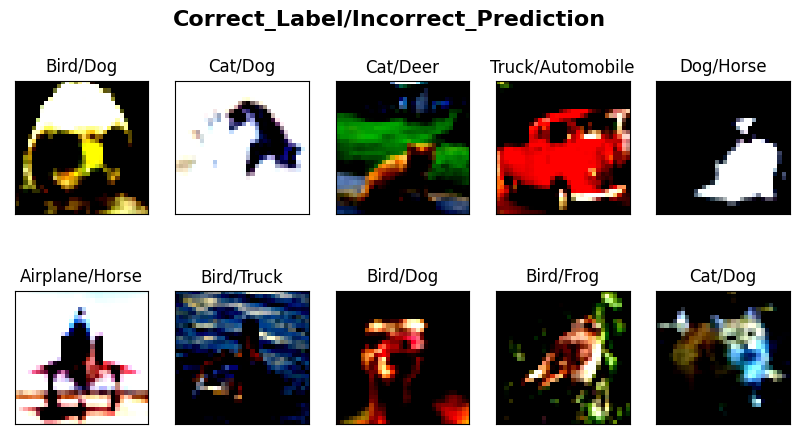 Correct_Label/Incorrect_Prediction
Bird/Dog
Cat/Dog
Cat/Deer
Truck/Automobile
Dog/Horse
Airplane/Horse
Bird/Truck
Bird/Dog
Bird/Frog
Cat/Dog